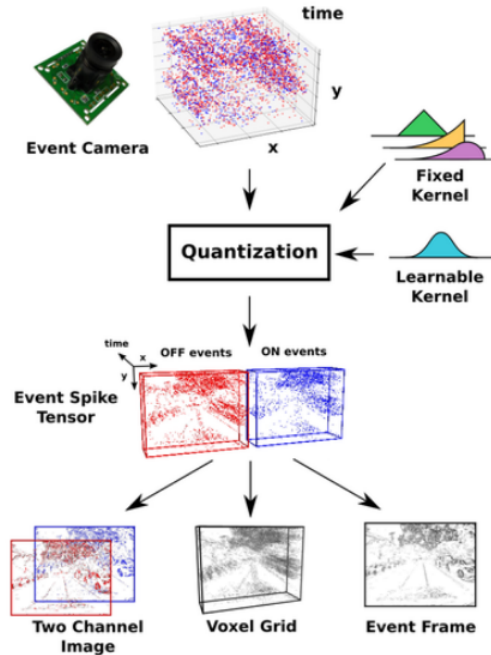 time
y
x
Event Camera
Fixed
Kernel
Quantization
Learnable
Kernel
time
x
y
OFF events
ON events
Event Spike
Tensor
Two Channel
Image
Voxel Grid
Event Frame